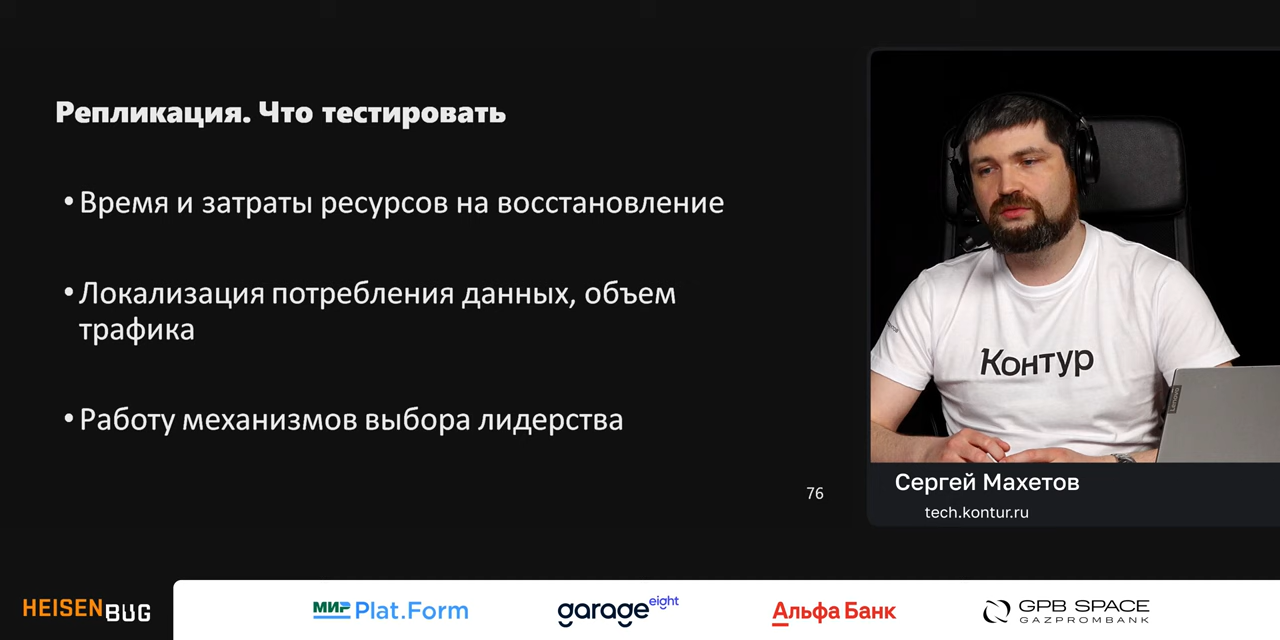 Репликация. Что тестировать
•Время и затраты ресурсов на восстановление
•Локализация потребления данных, объем
трафика
•Работу механизмов выбора лидерства
76
Контур
Lenovo
Сергей Махетов
tech.kontur.ru
HEISENBUG
МИР Plat.Form
garage eight
Альфа Банк
GPB SPACE
GAZPROMBANK